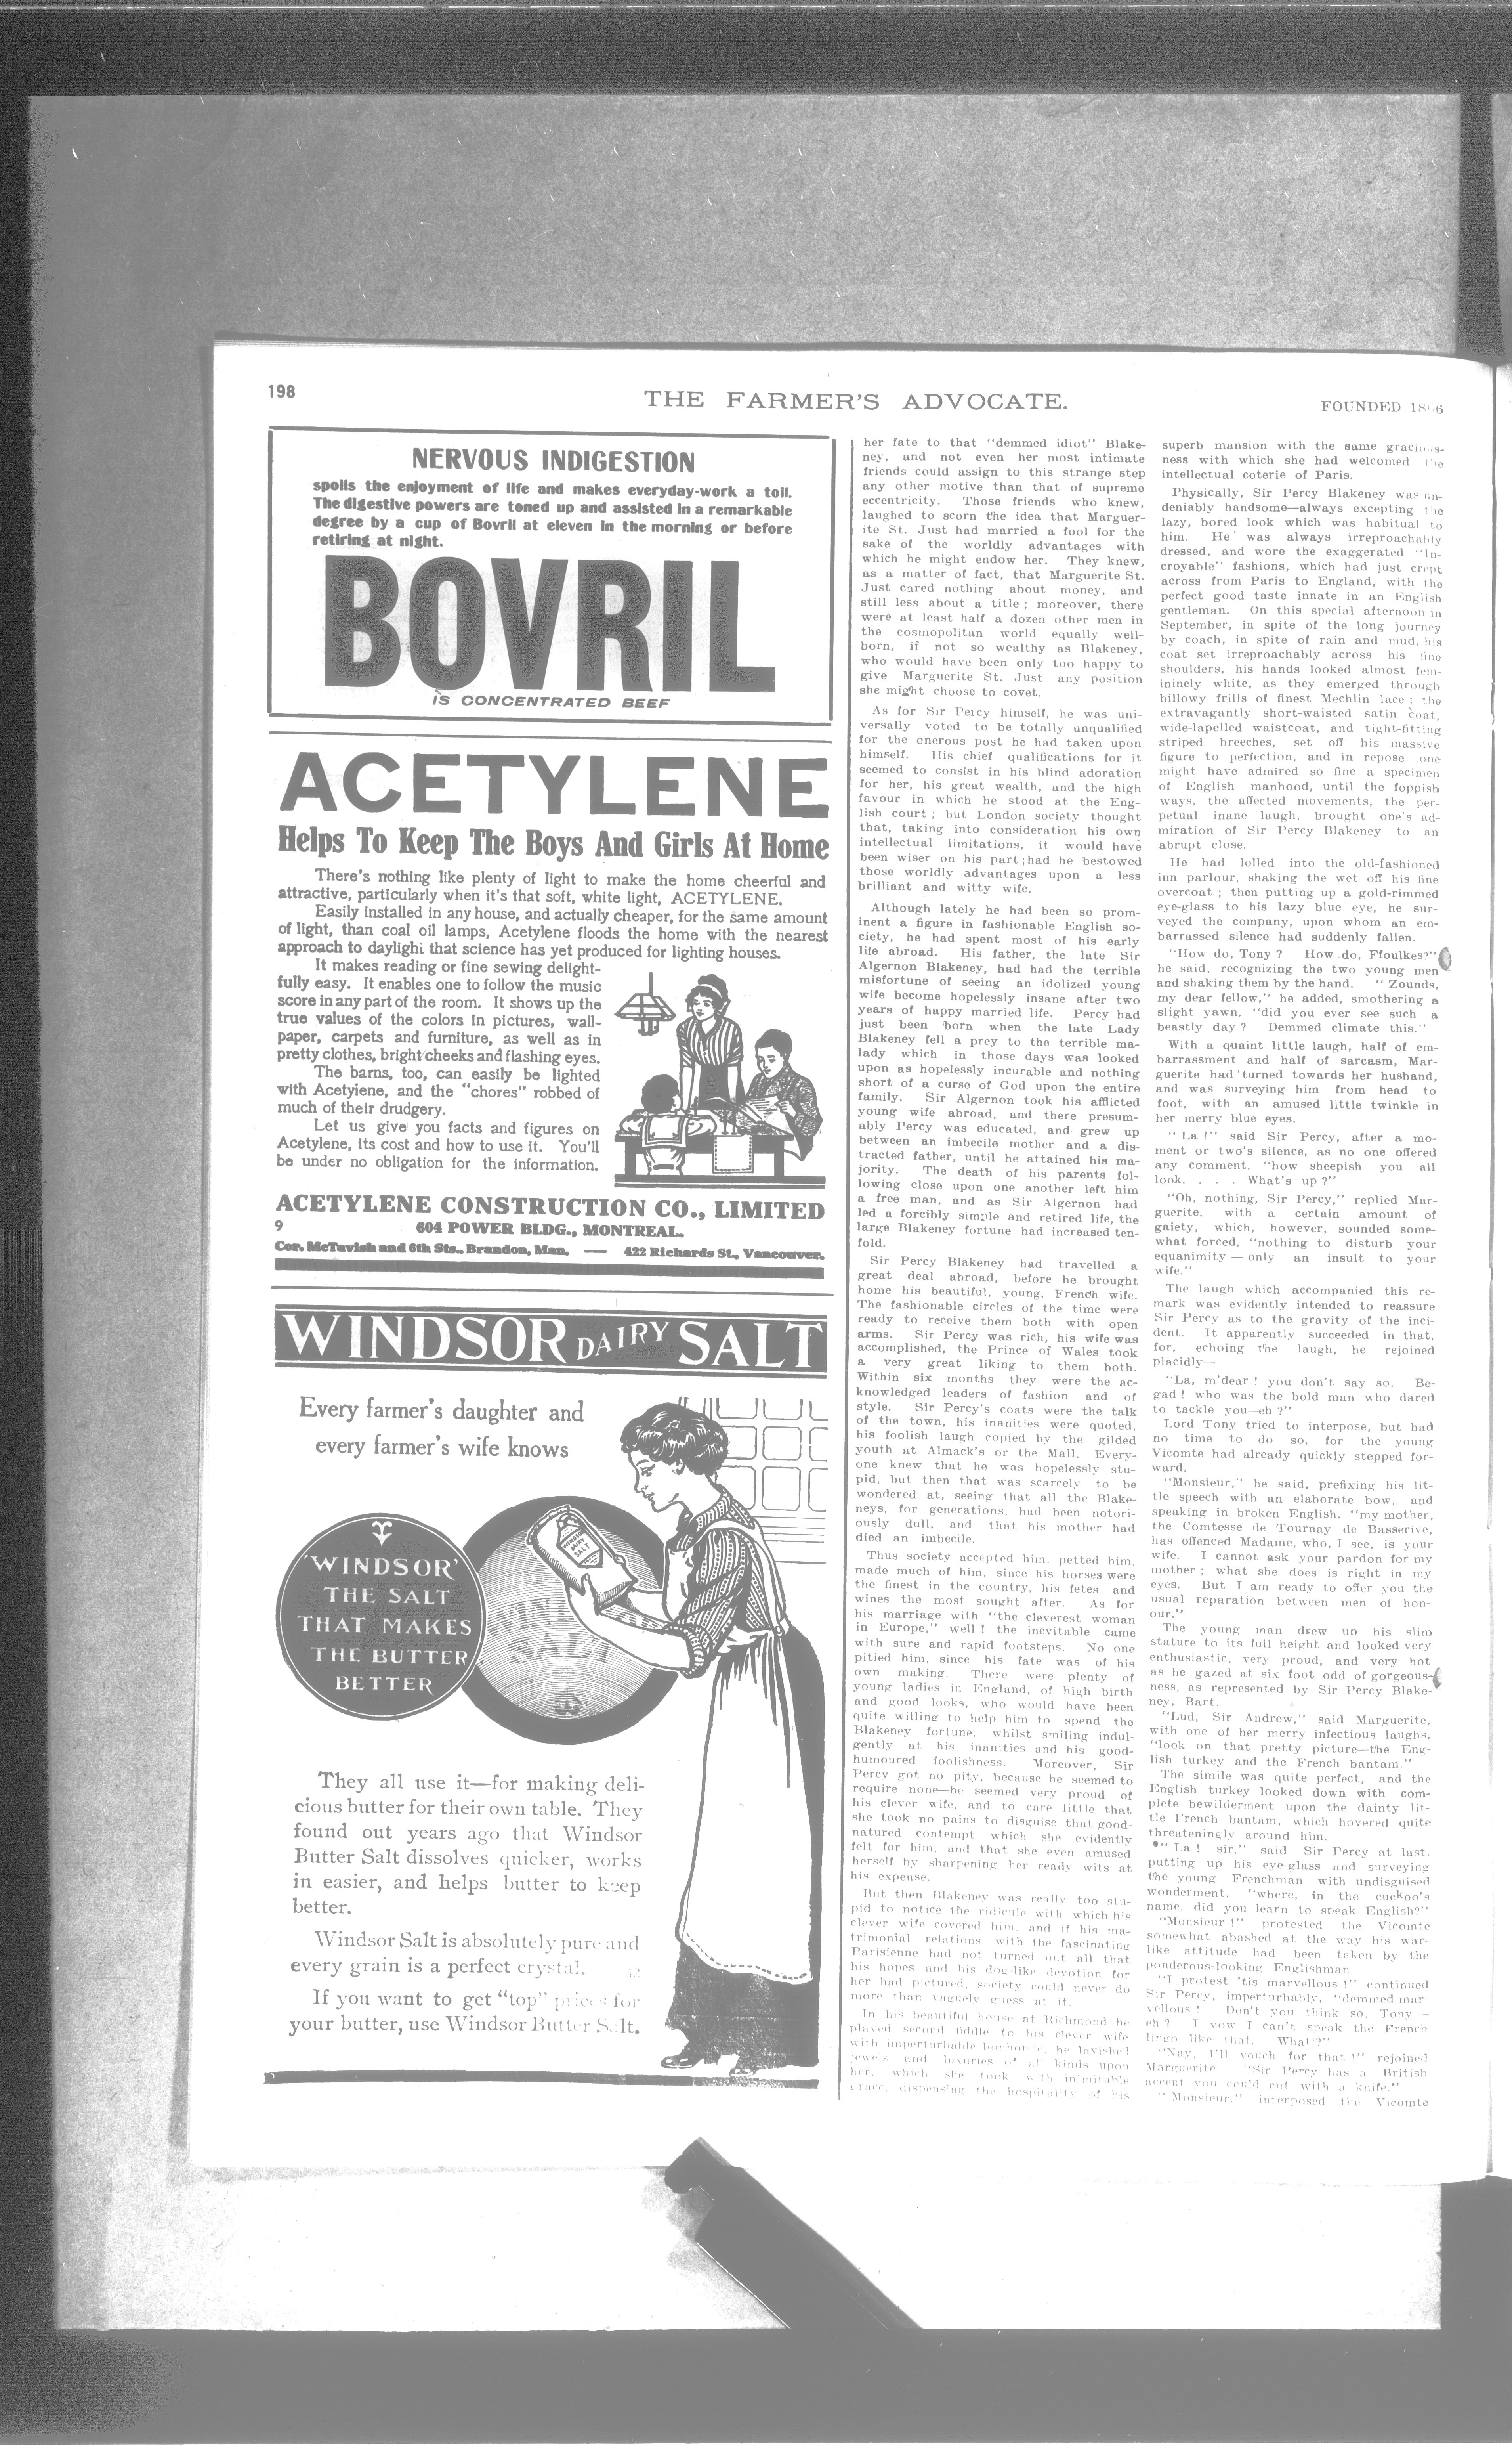 198
THE FARMER'S ADVOCATE.
FOUNDED 18 6
NERVOUS INDIGESTION
spoils the enjoyment of life and makes everyday-work a toil.
The digestive powers are toned up and assisted in a remarkable
degree by a cup of Bovril at eleven in the morning or before
retiring at night.
BOVRIL
IS CONCENTRATED BEEF
ACETYLENE
Helps To Keep The Boys And Girls At Home
There's nothing like plenty of light to make the home cheerful and
attractive, particularly when it's that soft, white light, ACETYLENE.
Easily installed in any house, and actually cheaper, for the same amount
of light, than coal oil lamps, Acetylene floods the home with the nearest
approach to daylight that science has yet produced for lighting houses.
It makes reading or fine sewing delight-
fully easy. It enables one to follow the music
score in any part of the room. It shows up the
true values of the colors in pictures, wall-
paper, carpets and furniture, as well as in
pretty clothes, bright cheeks and flashing eyes.
The barns, too, can easily be lighted
with Acetylene, and the "chores" robbed of
much of their drudgery.
Let us give you facts and figures on
Acetylene, its cost and how to use it. You'll
be under no obligation for the information.
ACETYLENE CONSTRUCTION CO., LIMITED
9 604 POWER BLDG., MONTREAL.
Cor. McTavish and 6th Sts., Brandon, Man. — 422 Richards St., Vancouver.
WINDSOR DAIRY SALT
Every farmer's daughter and
every farmer's wife knows
WINDSOR
DAIRY
SALT
'WINDSOR'
THE SALT
THAT MAKES
THE BUTTER
BETTER
SALT
They all use it—for making deli-
cious butter for their own table. They
found out years ago that Windsor
Butter Salt dissolves quicker, works
in easier, and helps butter to keep
better.
Windsor Salt is absolutely pure and
every grain is a perfect crystal.
If you want to get "top" prices for
your butter, use Windsor Butter Salt.
her fate to that "demmed idiot" Blake-
ney, and not even her most intimate
friends could assign to this strange step
any other motive than that of supreme
eccentricity. Those friends who knew,
laughed to scorn the idea that Marguer-
ite St. Just had married a fool for the
sake of the worldly advantages with
which he might endow her. They knew,
as a matter of fact, that Marguerite St.
Just cared nothing about money, and
still less about a title ; moreover, there
were at least half a dozen other men in
the cosmopolitan world equally well-
born, if not so wealthy as Blakeney,
who would have been only too happy to
give Marguerite St. Just any position
she might choose to covet.
As for Sir Percy himself, he was uni-
versally voted to be totally unqualified
for the onerous post he had taken upon
himself. His chief qualifications for it
seemed to consist in his blind adoration
for her, his great wealth, and the high
favour in which he stood at the Eng-
lish court ; but London society thought
that, taking into consideration his own
intellectual limitations, it would have
been wiser on his part had he bestowed
those worldly advantages upon a less
brilliant and witty wife.
Although lately he had been so prom-
inent a figure in fashionable English so-
ciety, he had spent most of his early
life abroad. His father, the late Sir
Algernon Blakeney, had had the terrible
misfortune of seeing an idolized young
wife become hopelessly insane after two
years of happy married life. Percy had
just been born when the late Lady
Blakeney fell a prey to the terrible ma-
lady which in those days was looked
upon as hopelessly incurable and nothing
short of a curse of God upon the entire
family. Sir Algernon took his afflicted
young wife abroad, and there presum-
ably Percy was educated, and grew up
between an imbecile mother and a dis-
tracted father, until he attained his ma-
jority. The death of his parents fol-
lowing close upon one another left him
a free man, and as Sir Algernon had
led a forcibly simple and retired life, the
large Blakeney fortune had increased ten-
fold.
Sir Percy Blakeney had travelled a
great deal abroad, before he brought
home his beautiful, young, French wife.
The fashionable circles of the time were
ready to receive them both with open
arms. Sir Percy was rich, his wife was
accomplished, the Prince of Wales took
a very great liking to them both.
Within six months they were the ac-
knowledged leaders of fashion and of
style. Sir Percy's coats were the talk
of the town, his inanities were quoted,
his foolish laugh copied by the gilded
youth at Almack's or the Mall. Every-
one knew that he was hopelessly stu-
pid, but then that was scarcely to be
wondered at, seeing that all the Blake-
neys, for generations, had been notori-
ously dull, and that his mother had
died an imbecile.
Thus society accepted him, petted him,
made much of him, since his horses were
the finest in the country, his fetes and
wines the most sought after. As for
his marriage with "the cleverest woman
in Europe," well ! the inevitable came
with sure and rapid footsteps. No one
pitied him, since his fate was of his
own making. There were plenty of
young ladies in England, of high birth
and good looks, who would have been
quite willing to help him to spend the
Blakeney fortune, whilst smiling indul-
gently at his inanities and his good-
humoured foolishness. Moreover, Sir
Percy got no pity, because he seemed to
require none—he seemed very proud of
his clever wife, and to care little that
she took no pains to disguise that good-
natured contempt which she evidently
felt for him, and that she even amused
herself by sharpening her ready wits at
his expense.
But then Blakeney was really too stu-
pid to notice the ridicule with which his
clever wife covered him, and if his ma-
trimonial relations with the fascinating
Parisienne had not turned out all that
his hopes and his dog-like devotion for
her had pictured, society could never do
more than vaguely guess at it.
In his beautiful house at Richmond he
played second fiddle to his clever wife
with imperturbable bonhomie; he lavished
jewels and luxuries of all kinds upon
her, which she took with inimitable
grace, dispensing the hospitality of his
superb mansion with the same gracious-
ness with which she had welcomed the
intellectual coterie of Paris.
Physically, Sir Percy Blakeney was un-
deniably handsome—always excepting the
lazy, bored look which was habitual to
him. He was always irreproachably
dressed, and wore the exaggerated "In-
croyable" fashions, which had just crept
across from Paris to England, with the
perfect good taste innate in an English
gentleman. On this special afternoon in
September, in spite of the long journey
by coach, in spite of rain and mud, his
coat set irreproachably across his fine
shoulders, his hands looked almost fem-
ininely white, as they emerged through
billowy frills of finest Mechlin lace ; the
extravagantly short-waisted satin coat,
wide-lapelled waistcoat, and tight-fitting
striped breeches, set off his massive
figure to perfection, and in repose one
might have admired so fine a specimen
of English manhood, until the foppish
ways, the affected movements, the per-
petual inane laugh, brought one's ad-
miration of Sir Percy Blakeney to an
abrupt close.
He had lolled into the old-fashioned
inn parlour, shaking the wet off his fine
overcoat ; then putting up a gold-rimmed
eye-glass to his lazy blue eye, he sur-
veyed the company, upon whom an em-
barrassed silence had suddenly fallen.
"How do, Tony ? How do, Ffoulkes?"
he said, recognizing the two young men
and shaking them by the hand. "Zounds,
my dear fellow," he added, smothering a
slight yawn, "did you ever see such a
beastly day ? Demmed climate this."
With a quaint little laugh, half of em-
barrassment and half of sarcasm, Mar-
guerite had turned towards her husband,
and was surveying him from head to
foot, with an amused little twinkle in
her merry blue eyes.
"La !" said Sir Percy, after a mo-
ment or two's silence, as no one offered
any comment, "how sheepish you all
look. . . . What's up ?"
"Oh, nothing, Sir Percy," replied Mar-
guerite, with a certain amount of
gaiety, which, however, sounded some-
what forced, "nothing to disturb your
equanimity — only an insult to your
wife."
The laugh which accompanied this re-
mark was evidently intended to reassure
Sir Percy as to the gravity of the inci-
dent. It apparently succeeded in that,
for, echoing the laugh, he rejoined
placidly—
"La, m'dear ! you don't say so. Be-
gad ! who was the bold man who dared
to tackle you—eh ?"
Lord Tony tried to interpose, but had
no time to do so, for the young
Vicomte had already quickly stepped for-
ward.
"Monsieur," he said, prefixing his lit-
tle speech with an elaborate bow, and
speaking in broken English, "my mother,
the Comtesse de Tournay de Basserive,
has offenced Madame, who, I see, is your
wife. I cannot ask your pardon for my
mother ; what she does is right in my
eyes. But I am ready to offer you the
usual reparation between men of hon-
our."
The young man drew up his slim
stature to its full height and looked very
enthusiastic, very proud, and very hot
as he gazed at six foot odd of gorgeous-
ness, as represented by Sir Percy Blake-
ney, Bart.
"Lud, Sir Andrew," said Marguerite,
with one of her merry infectious laughs,
"look on that pretty picture—the Eng-
lish turkey and the French bantam."
The simile was quite perfect, and the
English turkey looked down with com-
plete bewilderment upon the dainty lit-
tle French bantam, which hovered quite
threateningly around him.
"La ! sir," said Sir Percy at last,
putting up his eye-glass and surveying
the young Frenchman with undisguised
wonderment, "where, in the cuckoo's
name, did you learn to speak English?"
"Monsieur !" protested the Vicomte
somewhat abashed at the way his war-
like attitude had been taken by the
ponderous-looking Englishman.
"I protest 'tis marvellous !" continued
Sir Percy, imperturbably, "demmed mar-
vellous ! Don't you think so, Tony —
eh ? I vow I can't speak the French
lingo like that. What ?"
"Nay, I'll vouch for that !" rejoined
Marguerite. "Sir Percy has a British
accent you could cut with a knife."
"Monsieur," interposed the Vicomte